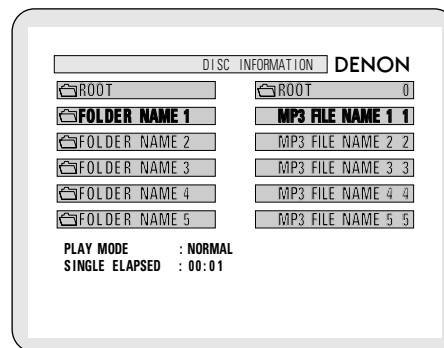 DISC INFORMATION DENON
ROOT ROOT 0
FOLDER NAME 1 MP3 FILE NAME 1 1
FOLDER NAME 2 MP3 FILE NAME 2 2
FOLDER NAME 3 MP3 FILE NAME 3 3
FOLDER NAME 4 MP3 FILE NAME 4 4
FOLDER NAME 5 MP3 FILE NAME 5 5
PLAY MODE : NORMAL
SINGLE ELAPSED : 00:01